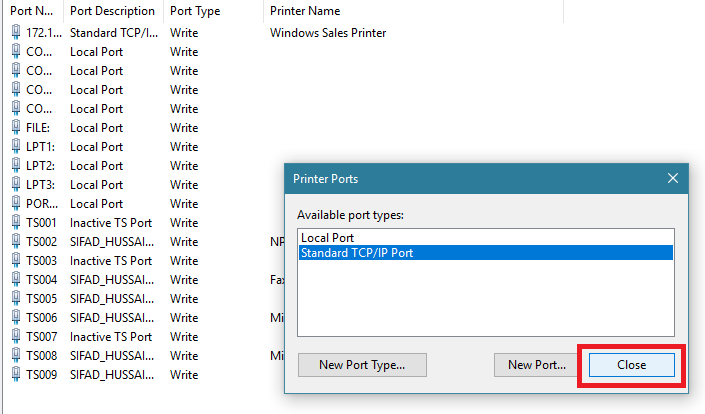 Port N... Port Description Port Type Printer Name
172.1... Standard TCP/I... Write Windows Sales Printer
CO... Local Port Write
CO... Local Port Write
CO... Local Port Write
CO... Local Port Write
FILE: Local Port Write
LPT1: Local Port Write
LPT2: Local Port Write
LPT3: Local Port Write
POR... Local Port Write
TS001 Inactive TS Port Write
TS002 SIFAD_HUSSAI... Write NP
TS003 Inactive TS Port Write
TS004 SIFAD_HUSSAI... Write Fax
TS005 SIFAD_HUSSAI... Write
TS006 SIFAD_HUSSAI... Write Mi
TS007 Inactive TS Port Write
TS008 SIFAD_HUSSAI... Write Mi
TS009 SIFAD_HUSSAI... Write
Printer Ports
Available port types:
Local Port
Standard TCP/IP Port
New Port Type... New Port... Close